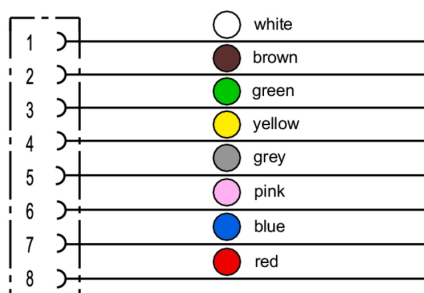 white
1
brown
2
green
3
yellow
4
grey
5
pink
6
blue
7
red
8